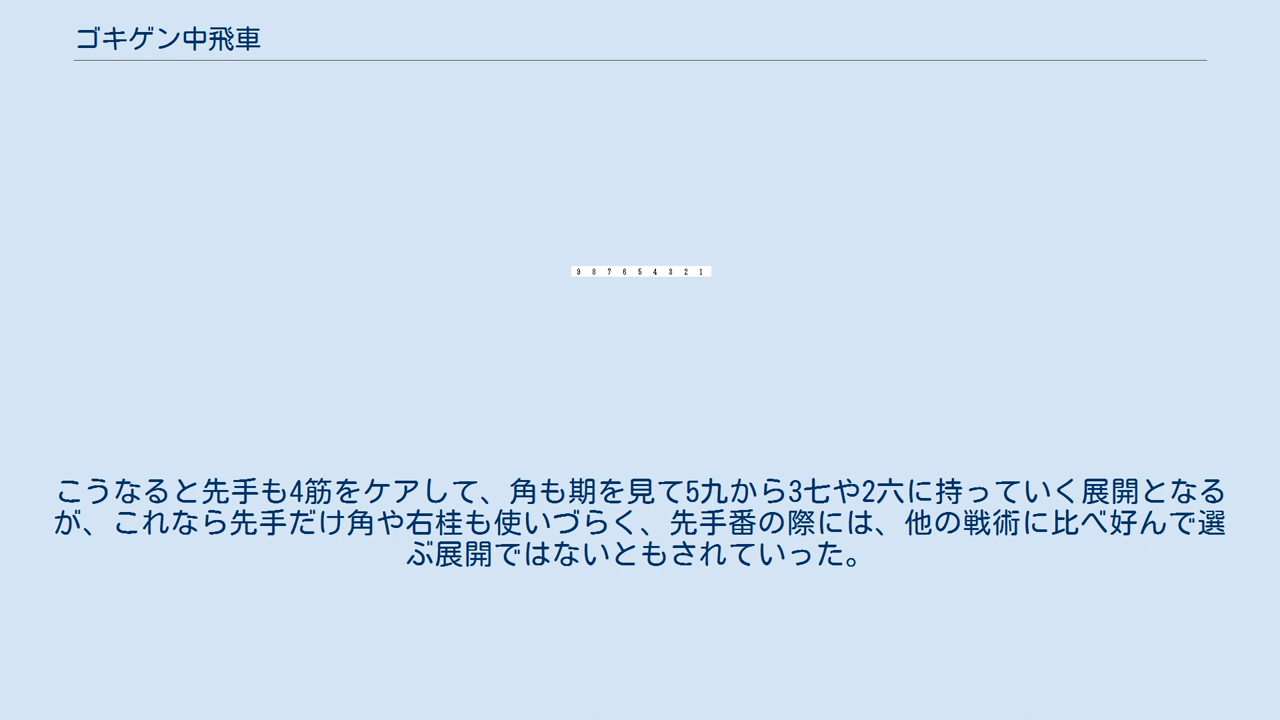 ゴキゲン中飛車
9 8 7 6 5 4 3 2 1
こうなると先手も4筋をケアして、角も期を見て5九から3七や2六に持っていく展開となる
が、これなら先手だけ角や右桂も使いづらく、先手番の際には、他の戦術に比べ好んで選
ぶ展開ではないともされていった。